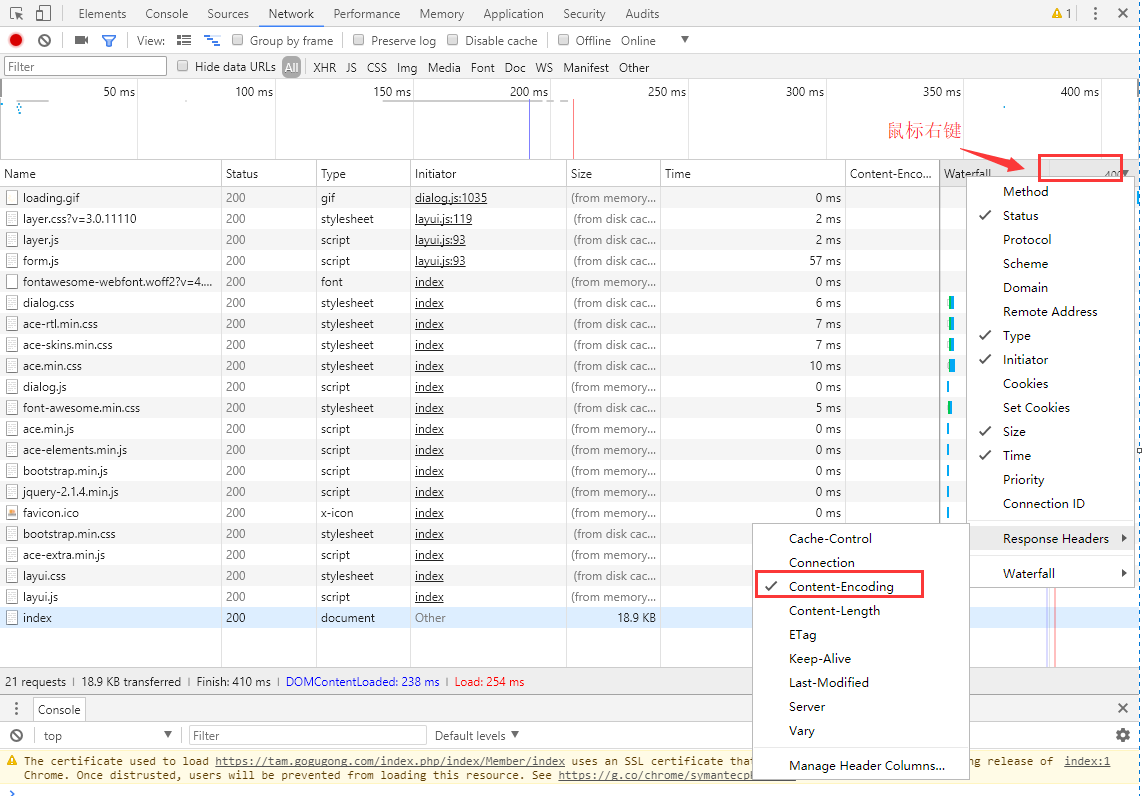 Elements Console Sources Network Performance Memory Application Security Audits 1
View: Group by frame Preserve log Disable cache Offline Online
Filter Hide data URLs All XHR JS CSS Img Media Font Doc WS Manifest Other
50 ms 100 ms 150 ms 200 ms 250 ms 300 ms 350 ms 400 ms
鼠标右键
Name Status Type Initiator Size Time Content-Enco... Waterfall
loading.gif 200 gif dialog.js:1035 (from memory... 0 ms
layer.css?v=3.0.11110 200 stylesheet layui.js:119 (from disk cac... 2 ms
layer.js 200 script layui.js:93 (from disk cac... 2 ms
form.js 200 script layui.js:93 (from disk cac... 57 ms
fontawesome-webfont.woff2?v=4.... 200 font index (from memory... 0 ms
dialog.css 200 stylesheet index (from disk cac... 6 ms
ace-rtl.min.css 200 stylesheet index (from disk cac... 7 ms
ace-skins.min.css 200 stylesheet index (from disk cac... 7 ms
ace.min.css 200 stylesheet index (from disk cac... 10 ms
dialog.js 200 script index (from memory... 0 ms
font-awesome.min.css 200 stylesheet index (from disk cac... 5 ms
ace.min.js 200 script index (from memory... 0 ms
ace-elements.min.js 200 script index (from memory... 0 ms
bootstrap.min.js 200 script index (from memory... 0 ms
jquery-2.1.4.min.js 200 script index (from memory... 0 ms
favicon.ico 200 x-icon index (from memory... 0 ms
bootstrap.min.css 200 stylesheet index (from disk cac...
ace-extra.min.js 200 script index (from memory...
layui.css 200 stylesheet index (from disk cac...
layui.js 200 script index (from memory...
index 200 document Other 18.9 KB
Method
Status
Protocol
Scheme
Domain
Remote Address
Type
Initiator
Cookies
Set Cookies
Size
Time
Priority
Connection ID
Response Headers
Waterfall
Cache-Control
Connection
Content-Encoding
Content-Length
ETag
Keep-Alive
Last-Modified
Server
Vary
Manage Header Columns...
21 requests | 18.9 KB transferred | Finish: 410 ms | DOMContentLoaded: 238 ms | Load: 254 ms
Console
top Filter Default levels
The certificate used to load https://tam.gogugong.com/index.php/index/Member/index uses an SSL certificate that ng release of index:1
Chrome. Once distrusted, users will be prevented from loading this resource. See https://g.co/chrome/symantecp